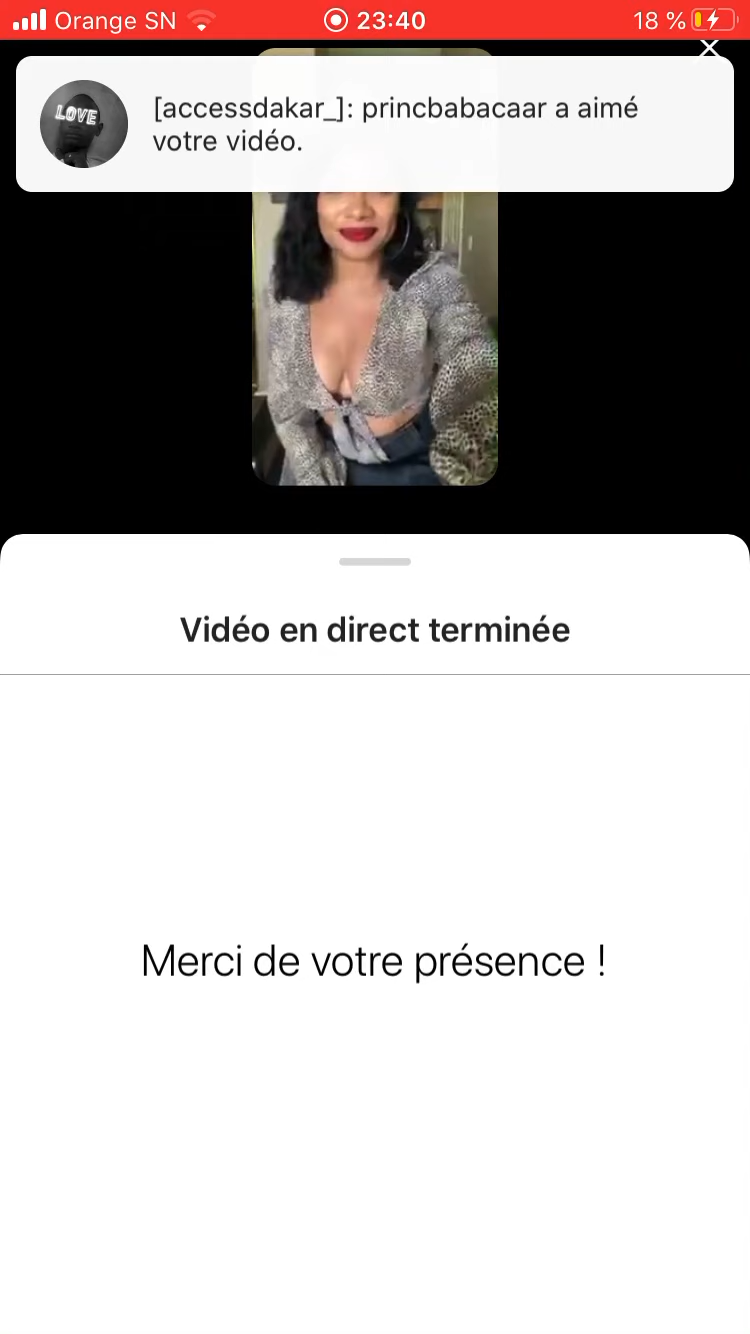 Orange SN 23:40 18 %
LOVE
[accessdakar_]: princbabacaar a aimé
votre vidéo.
Vidéo en direct terminée
Merci de votre présence !